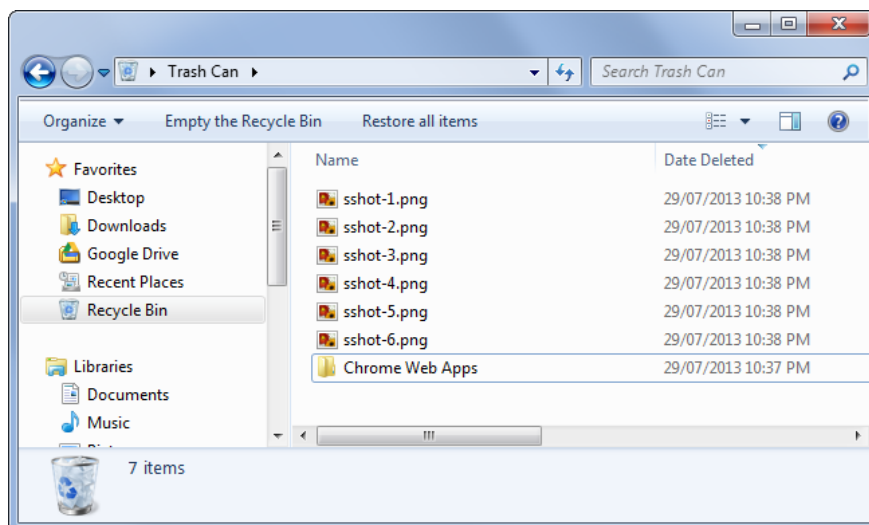 Trash Can
Search Trash Can
Organize Empty the Recycle Bin Restore all items
Favorites
Desktop
Downloads
Google Drive
Recent Places
Recycle Bin
Libraries
Documents
Music
Name Date Deleted
sshot-1.png 29/07/2013 10:38 PM
sshot-2.png 29/07/2013 10:38 PM
sshot-3.png 29/07/2013 10:38 PM
sshot-4.png 29/07/2013 10:38 PM
sshot-5.png 29/07/2013 10:38 PM
sshot-6.png 29/07/2013 10:38 PM
Chrome Web Apps 29/07/2013 10:37 PM
7 items